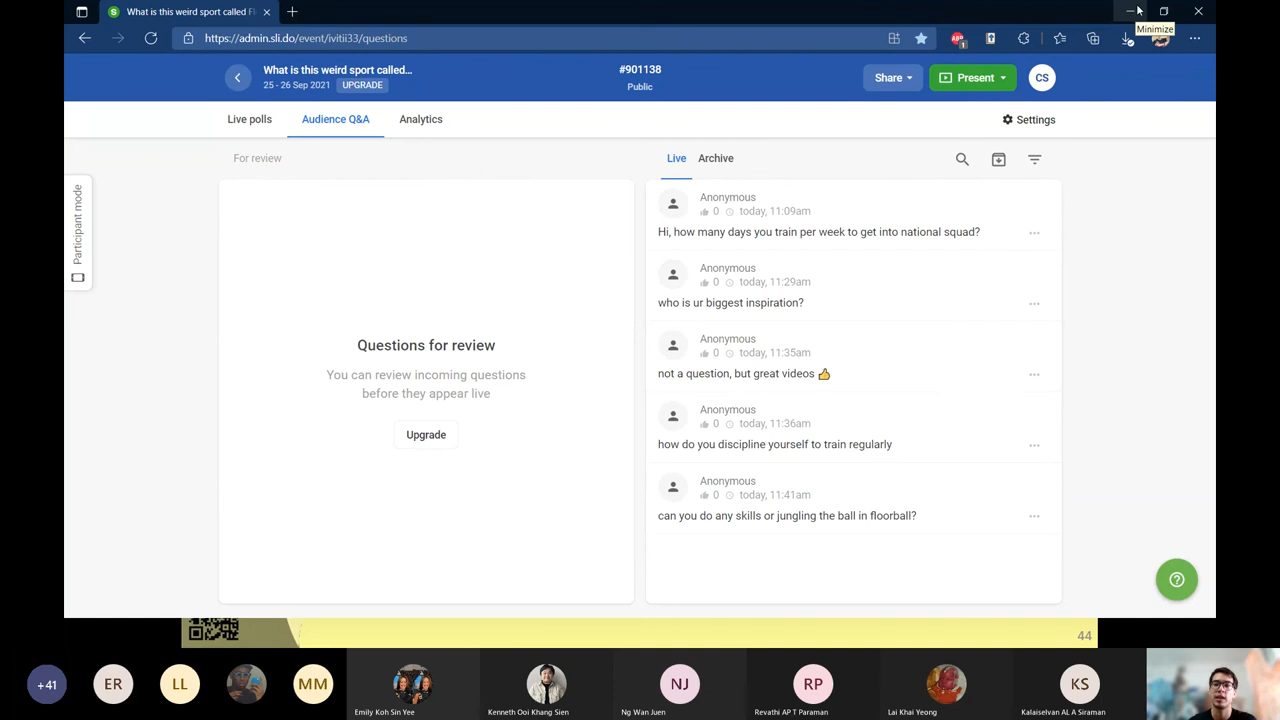 What is this weird sport called Fl
Minimize
https://admin.sli.do/event/ivitii33/questions
1
What is this weird sport called...
25 - 26 Sep 2021
UPGRADE
#901138
Public
Share
Present
CS
Live polls
Audience Q&A
Analytics
Settings
Participant mode
For review
Live
Archive
Questions for review
You can review incoming questions
before they appear live
Upgrade
Anonymous
0 today, 11:09am
Hi, how many days you train per week to get into national squad?
Anonymous
0 today, 11:29am
who is ur biggest inspiration?
Anonymous
0 today, 11:35am
not a question, but great videos 👍
Anonymous
0 today, 11:36am
how do you discipline yourself to train regularly
Anonymous
0 today, 11:41am
can you do any skills or jungling the ball in floorball?
44
+41
ER
LL
MM
Emily Koh Sin Yee
Kenneth Ooi Khang Sien
NJ
Ng Wan Juen
RP
Revathi AP T Paraman
Lai Khai Yeong
KS
Kalaiselvan AL A Siraman